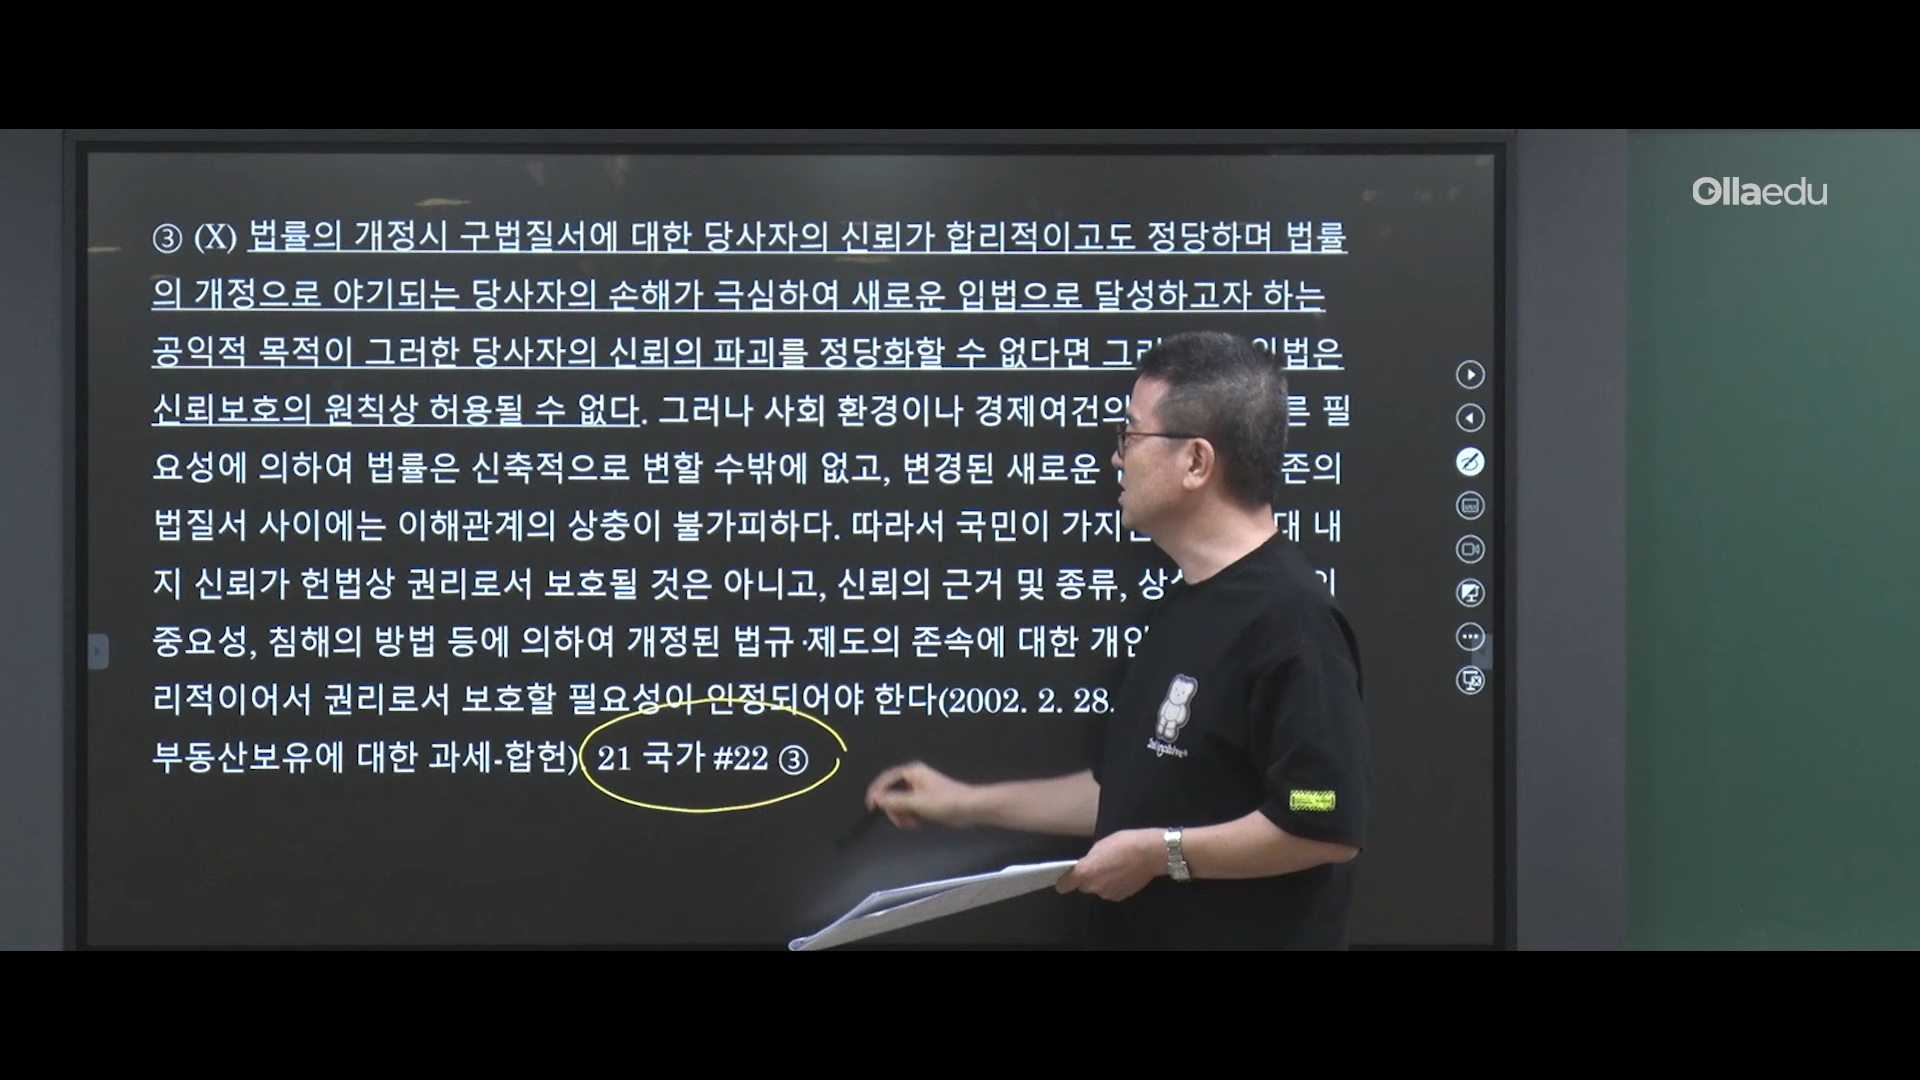 Ollaedu
③ (X) 법률의 개정시 구법질서에 대한 당사자의 신뢰가 합리적이고도 정당하며 법률
의 개정으로 야기되는 당사자의 손해가 극심하여 새로운 입법으로 달성하고자 하는
공익적 목적이 그러한 당사자의 신뢰의 파괴를 정당화할 수 없다면
신뢰보호의 원칙상 허용될 수 없다. 그러나 사회 환경이나 경제여건의 필
요성에 의하여 법률은 신축적으로 변할 수밖에 없고, 변경된 새로운 존의
법질서 사이에는 이해관계의 상충이 불가피하다. 따라서 국민이 내
지 신뢰가 헌법상 권리로서 보호될 것은 아니고, 신뢰의 근거 및 종류,
중요성, 침해의 방법 등에 의하여 개정된 법규·제도의 존속에 대한
리적이어서 권리로서 보호할 필요성이 인정되어야 한다(2002. 2. 28.
부동산보유에 대한 과세-합헌). 21 국가 #22 ③